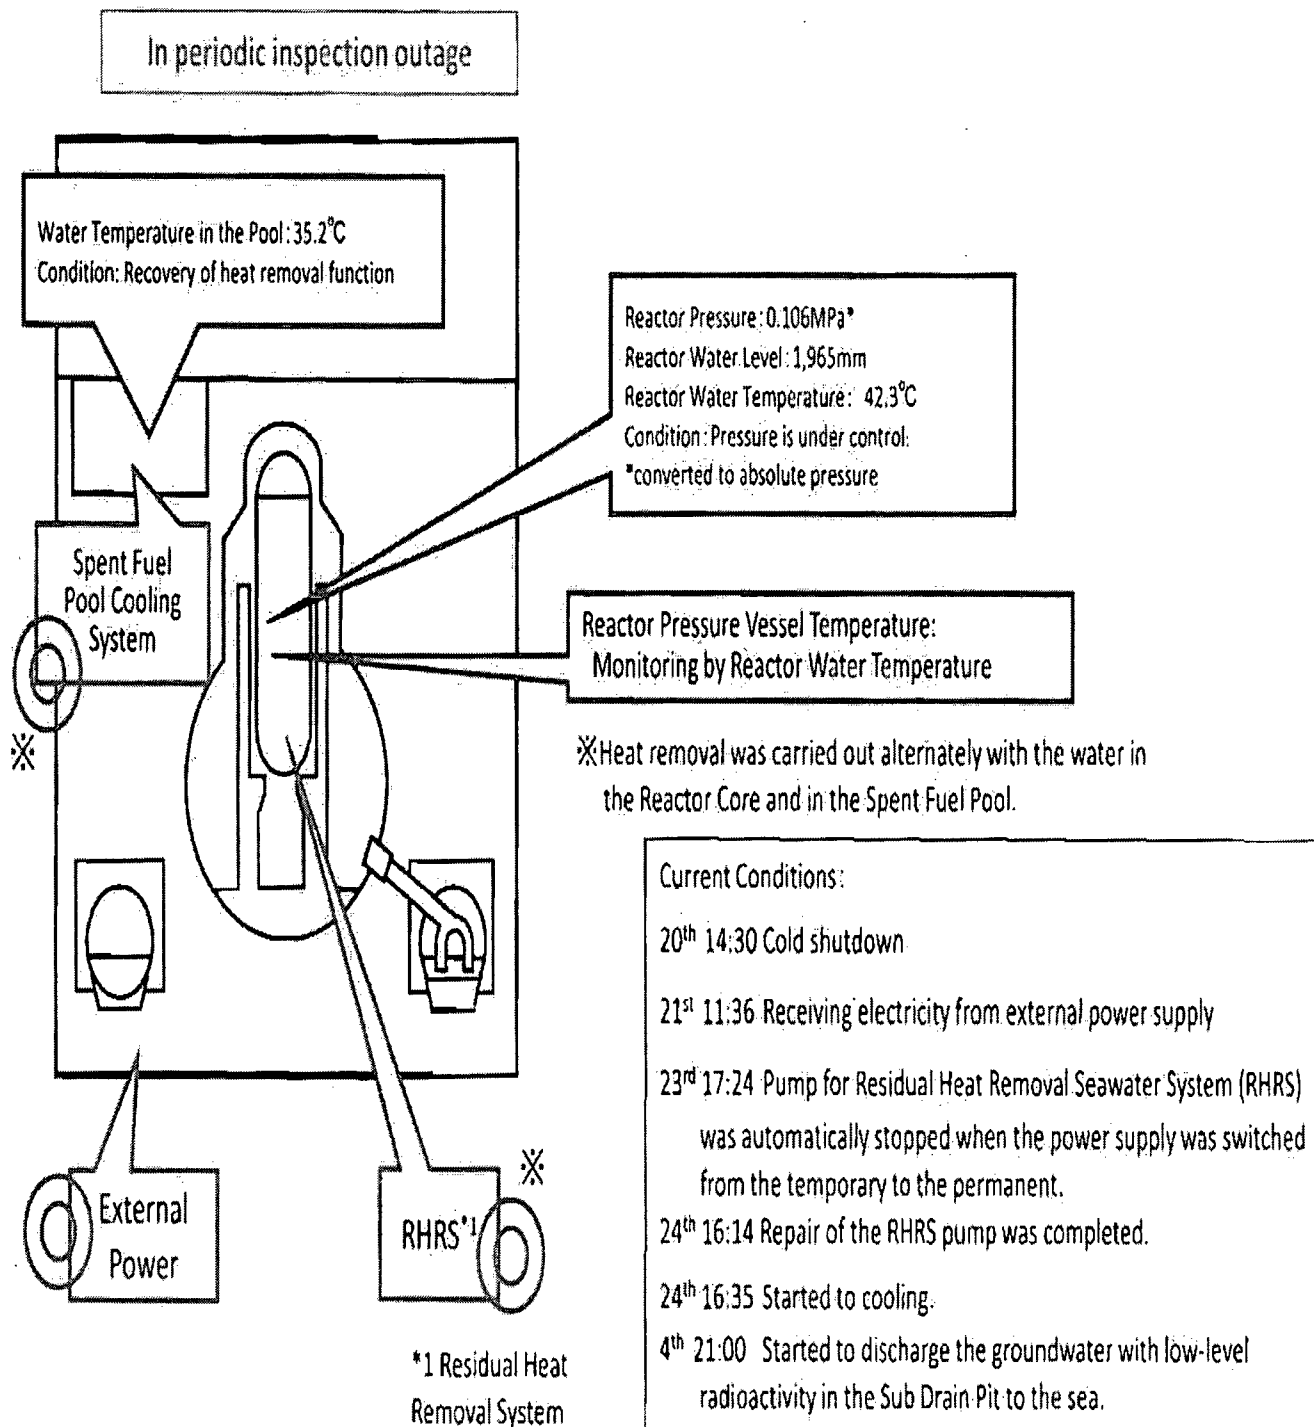 In periodic inspection outage
Water Temperature in the Pool: 35.2°C
Condition: Recovery of heat removal function
Reactor Pressure: 0.106MPa*
Reactor Water Level: 1,965mm
Reactor Water Temperature: 42.3°C
Condition: Pressure is under control.
*converted to absolute pressure
Spent Fuel
Pool Cooling
System
※
Reactor Pressure Vessel Temperature:
Monitoring by Reactor Water Temperature
※Heat removal was carried out alternately with the water in
the Reactor Core and in the Spent Fuel Pool.
Current Conditions:
20th 14:30 Cold shutdown
21st 11:36 Receiving electricity from external power supply
23rd 17:24 Pump for Residual Heat Removal Seawater System (RHRS)
was automatically stopped when the power supply was switched
from the temporary to the permanent.
24th 16:14 Repair of the RHRS pump was completed.
24th 16:35 Started to cooling.
4th 21:00 Started to discharge the groundwater with low-level
radioactivity in the Sub Drain Pit to the sea.
External
Power
※
RHRS*1
*1 Residual Heat
Removal System